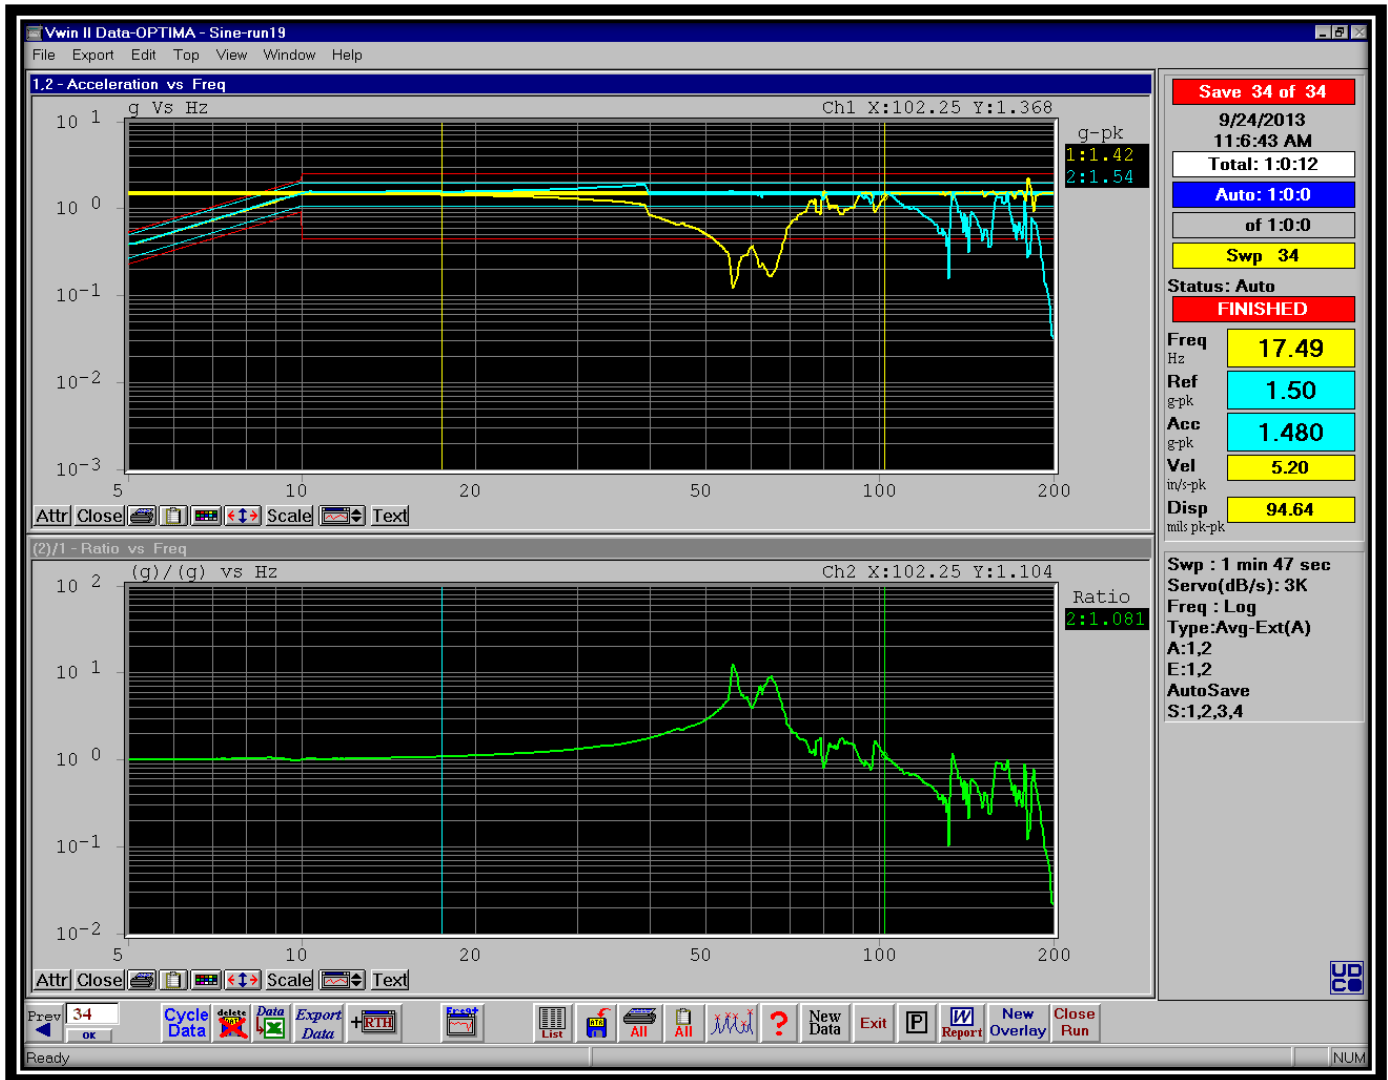 Vwin II Data-OPTIMA - Sine-run19
File Export Edit Top View Window Help
1,2 - Acceleration vs Freq
g Vs Hz
Ch1 X:102.25 Y:1.368
10 1
10 0
10-1
10-2
10-3
g-pk
1:1.42
2:1.54
5 10 20 50 100 200
Attr Close Scale Text
(2)/1 - Ratio vs Freq
(g)/(g) vs Hz
Ch2 X:102.25 Y:1.104
10 2
10 1
10 0
10-1
10-2
Ratio
2:1.081
5 10 20 50 100 200
Attr Close Scale Text
Save 34 of 34
9/24/2013
11:6:43 AM
Total: 1:0:12
Auto: 1:0:0
of 1:0:0
Swp 34
Status: Auto
FINISHED
Freq
Hz
17.49
Ref
g-pk
1.50
Acc
g-pk
1.480
Vel
in/s-pk
5.20
Disp
mils pk-pk
94.64
Swp : 1 min 47 sec
Servo(dB/s): 3K
Freq : Log
Type:Avg-Ext(A)
A:1,2
E:1,2
AutoSave
S:1,2,3,4
UD
CO
Prev
34
OK
Cycle
Data
delete
Data
Export
Data
+RTH
List
ATR
All
All
?
New
Data
Exit
P
W
Report
New
Overlay
Close
Run
Ready
NUM